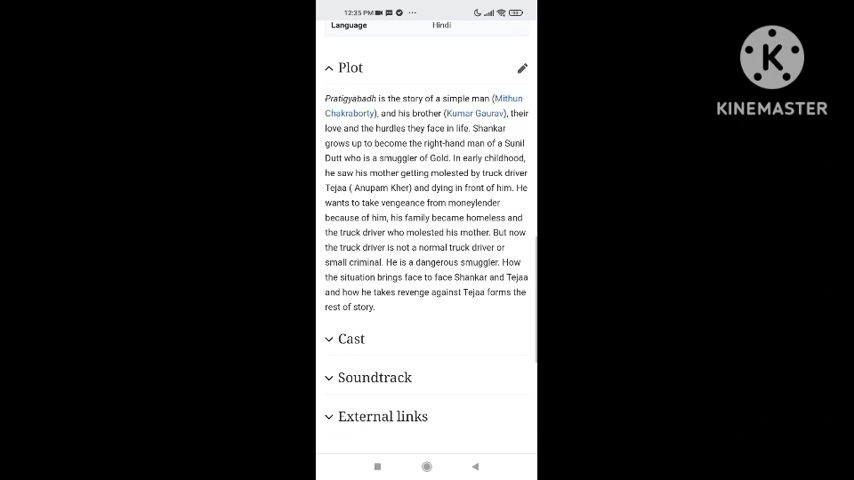 12:35 PM
Language Hindi
Plot
Pratigyabadh is the story of a simple man (Mithun
Chakraborty), and his brother (Kumar Gaurav), their
love and the hurdles they face in life. Shankar
grows up to become the right-hand man of a Sunil
Dutt who is a smuggler of Gold. In early childhood,
he saw his mother getting molested by truck driver
Tejaa ( Anupam Kher) and dying in front of him. He
wants to take vengeance from moneylender
because of him, his family became homeless and
the truck driver who molested his mother. But now
the truck driver is not a normal truck driver or
small criminal. He is a dangerous smuggler. How
the situation brings face to face Shankar and Tejaa
and how he takes revenge against Tejaa forms the
rest of story.
Cast
Soundtrack
External links
K
KINEMASTER